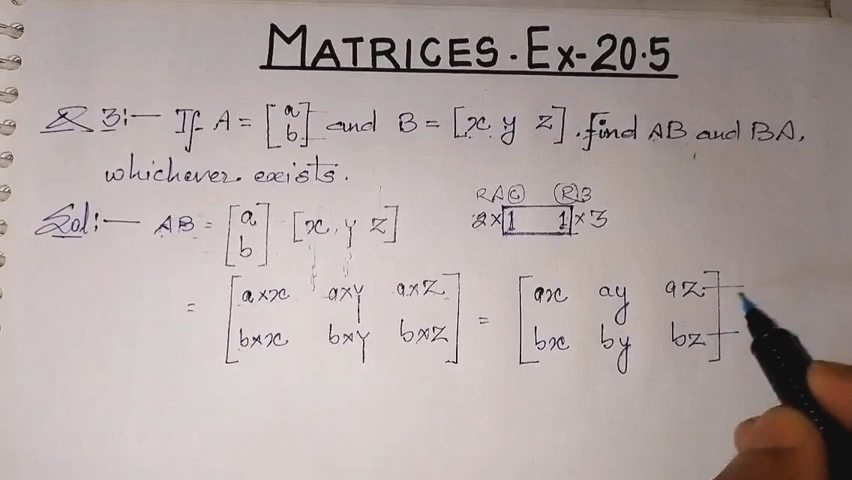 MATRICES. Ex-20.5
Q 3:- If A = [a b] and B = [x y z]. find AB and BA,
whichever exists.
Sol:- AB = [a b] [x, y z]
R A C R B
2×1 1×3
= [a×x a×y a×z
b×x b×y b×z] = [ax ay az
bx by bz]